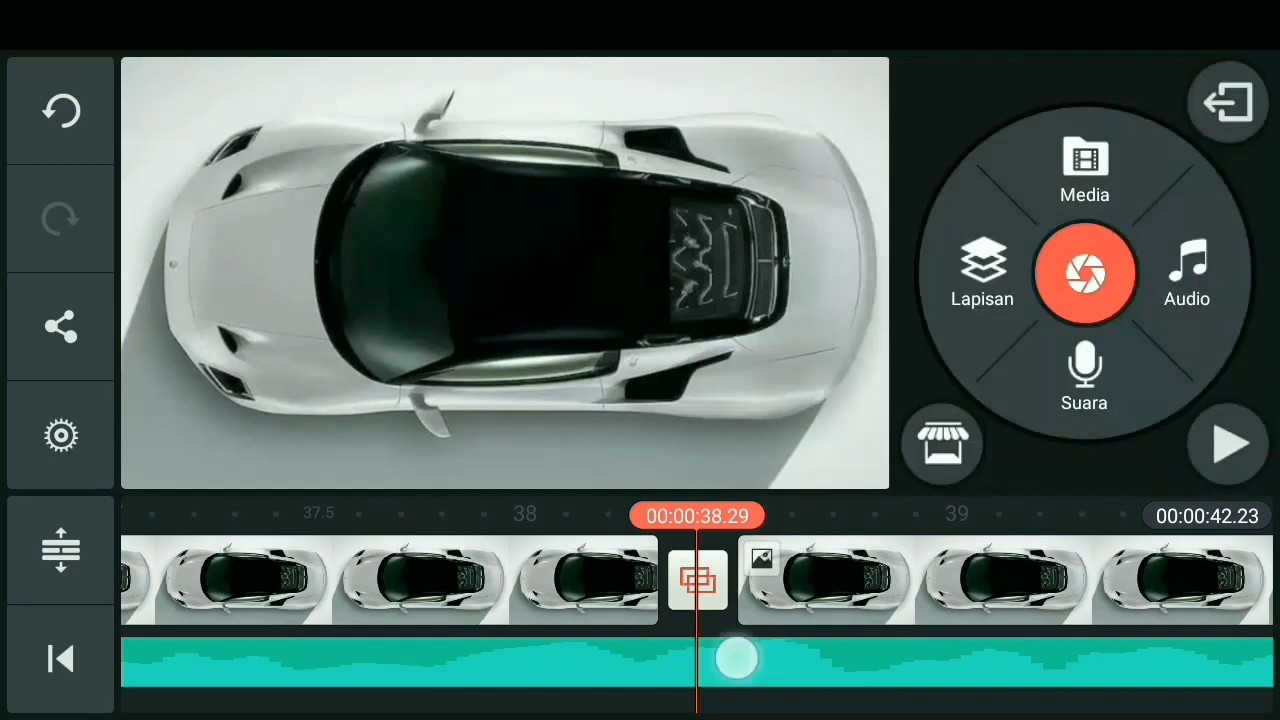 Media
Lapisan
Audio
Suara
37.5
38
00:00:38.29
39
00:00:42.23